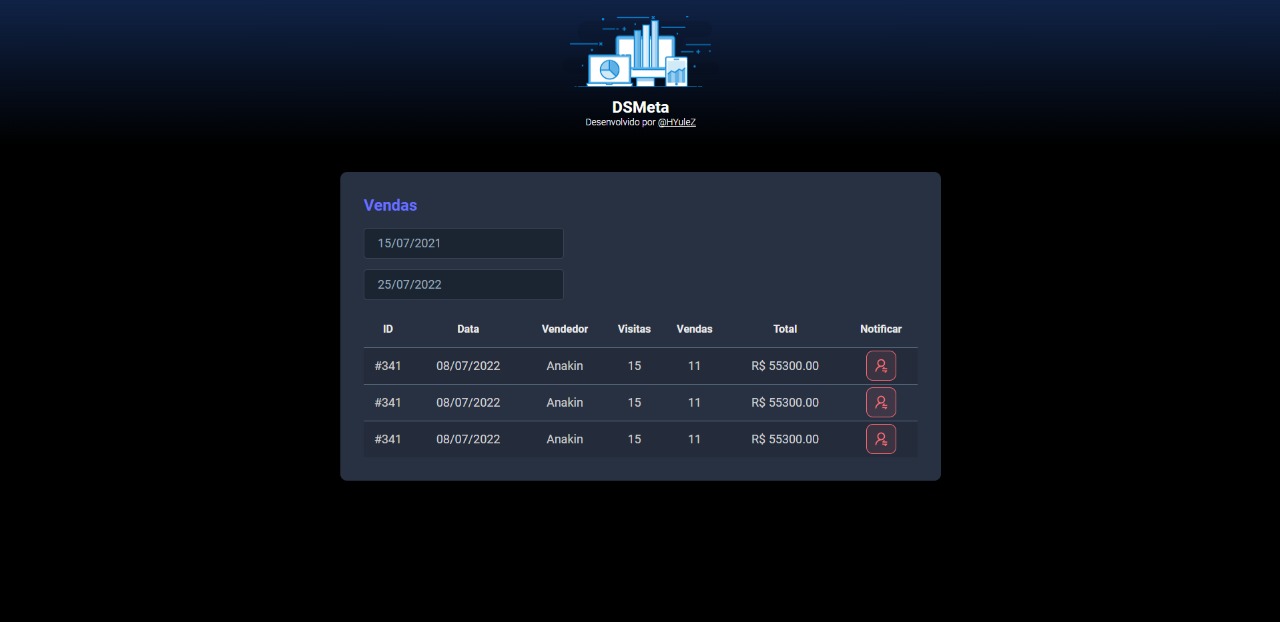 DSMeta
Desenvolvido por @HYuleZ
Vendas
15/07/2021
25/07/2022
ID Data Vendedor Visitas Vendas Total Notificar
#341 08/07/2022 Anakin 15 11 R$ 55300.00
#341 08/07/2022 Anakin 15 11 R$ 55300.00
#341 08/07/2022 Anakin 15 11 R$ 55300.00